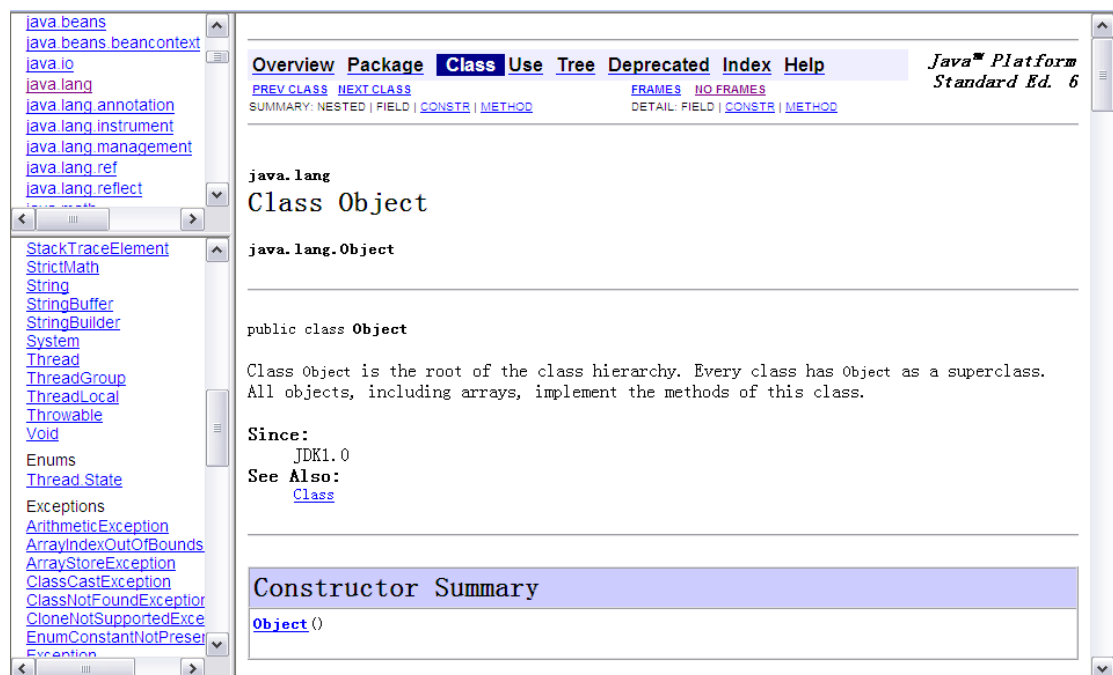 java.beans
java.beans.beancontext
java.io
java.lang
java.lang.annotation
java.lang.instrument
java.lang.management
java.lang.ref
java.lang.reflect
java.math
StackTraceElement
StrictMath
String
StringBuffer
StringBuilder
System
Thread
ThreadGroup
ThreadLocal
Throwable
Void
Enums
Thread.State
Exceptions
ArithmeticException
ArrayIndexOutOfBounds
ArrayStoreException
ClassCastException
ClassNotFoundException
CloneNotSupportedExce
EnumConstantNotPreser
Exception
Overview Package Class Use Tree Deprecated Index Help
Java™ Platform
Standard Ed. 6
PREV CLASS NEXT CLASS FRAMES NO FRAMES
SUMMARY: NESTED | FIELD | CONSTR | METHOD DETAIL: FIELD | CONSTR | METHOD
java.lang
Class Object
java.lang.Object
public class Object
Class Object is the root of the class hierarchy. Every class has Object as a superclass.
All objects, including arrays, implement the methods of this class.
Since:
JDK1.0
See Also:
Class
Constructor Summary
Object()